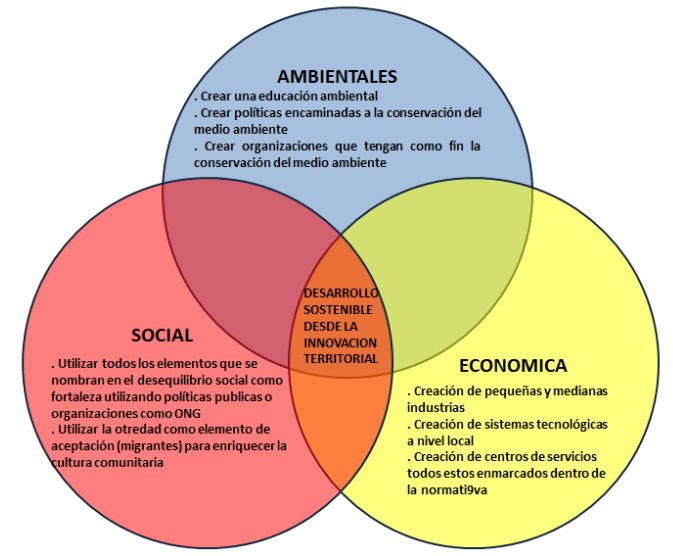 AMBIENTALES
. Crear una educación ambiental
. Crear políticas encaminadas a la conservación del
medio ambiente
. Crear organizaciones que tengan como fin la
conservación del medio ambiente
DESARROLLO
SOSTENIBLE
DESDE LA
INNOVACION
TERRITORIAL
SOCIAL
. Utilizar todos los elementos que se
nombran en el desequilibrio social como
fortaleza utilizando políticas publicas o
organizaciones como ONG
. Utilizar la otredad como elemento de
aceptación (migrantes) para enriquecer la
cultura comunitaria
ECONOMICA
. Creación de pequeñas y medianas
industrias
. Creación de sistemas tecnológicas
a nivel local
. Creación de centros de servicios
todos estos enmarcados dentro de
la normati9va